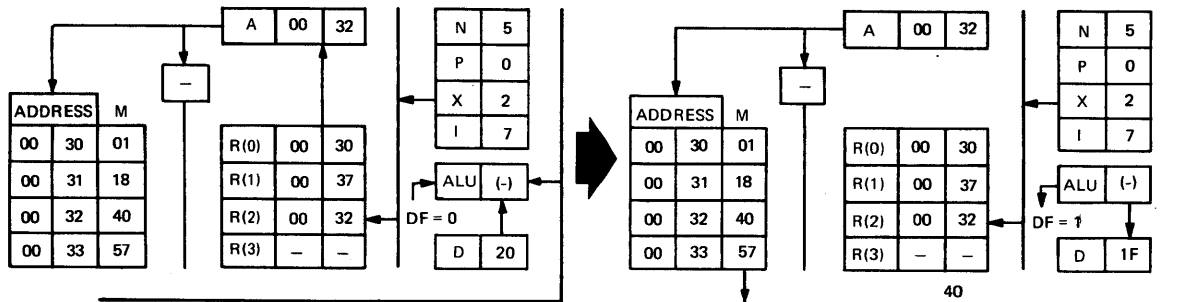 A 00 32
N 5
P 0
X 2
I 7
–
ADDRESS M
00 30 01
00 31 18
00 32 40
00 33 57
R(0) 00 30
R(1) 00 37
R(2) 00 32
R(3) – –
ALU (-)
DF = 0
D 20
A 00 32
N 5
P 0
X 2
I 7
–
ADDRESS M
00 30 01
00 31 18
00 32 40
00 33 57
R(0) 00 30
R(1) 00 37
R(2) 00 32
R(3) – –
ALU (-)
DF = 1
D 1F
40